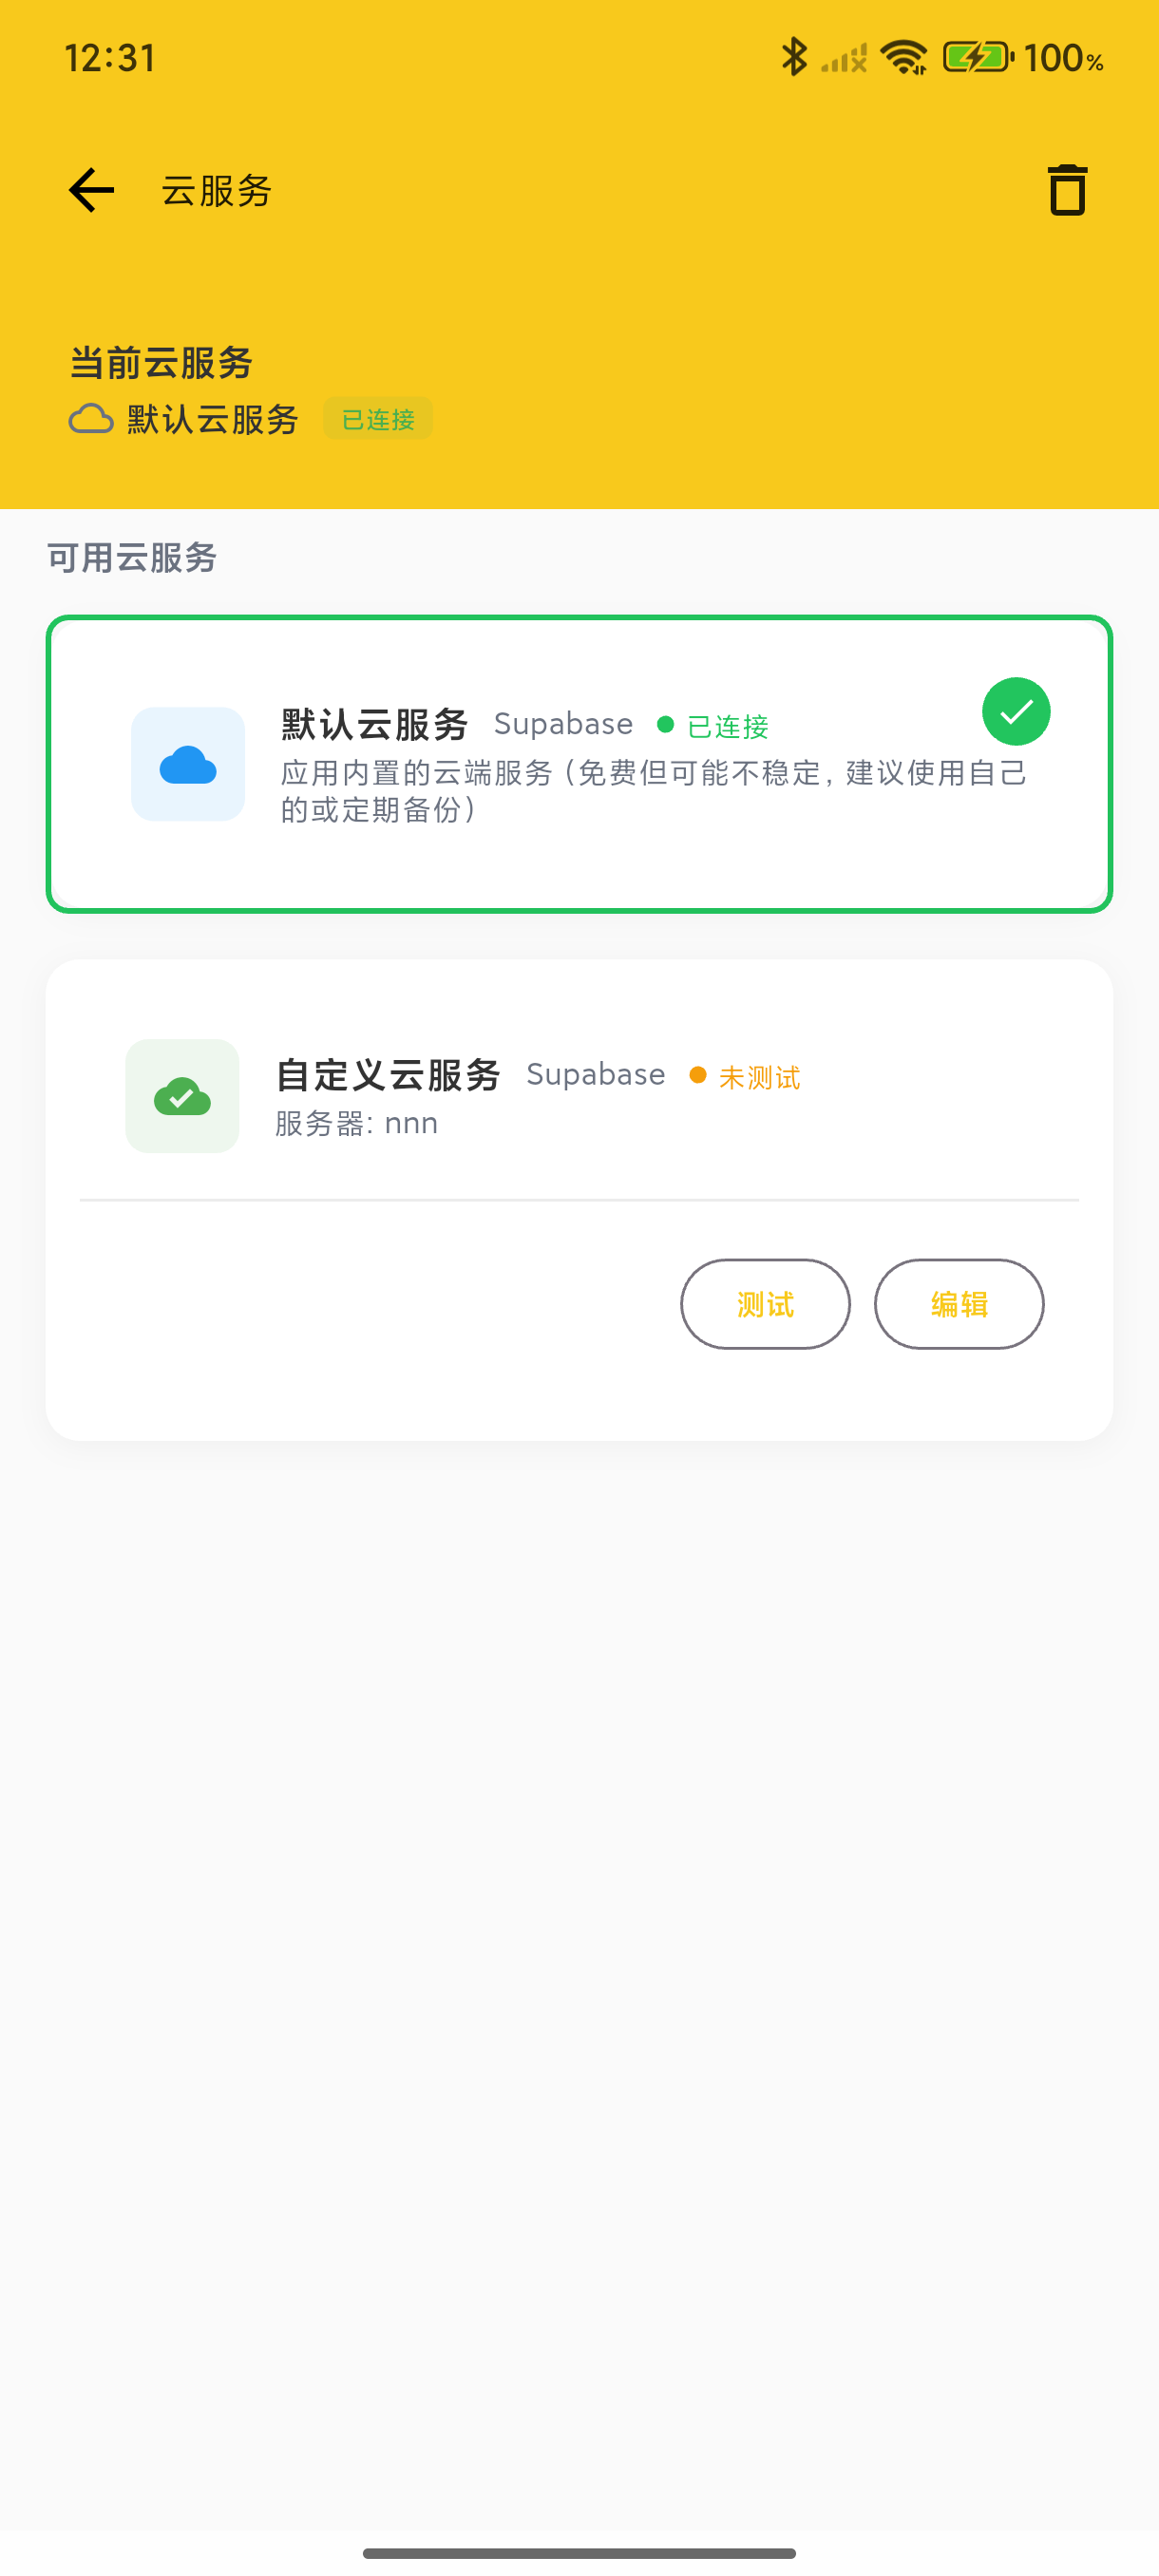 12:31
100%
云服务
当前云服务
默认云服务 已连接
可用云服务
默认云服务 Supabase 已连接
应用内置的云端服务（免费但可能不稳定，建议使用自己
的或定期备份）
自定义云服务 Supabase 未测试
服务器: nnn
测试 编辑